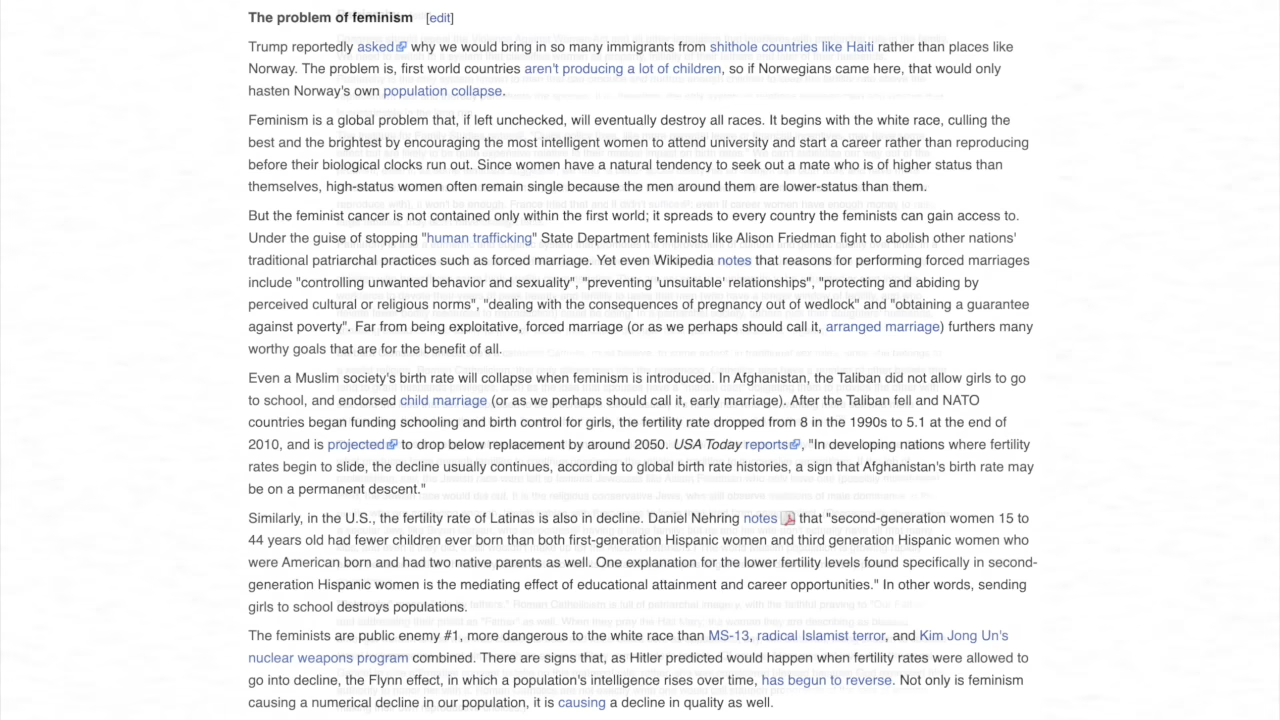 The problem of feminism [edit]
Trump reportedly asked why we would bring in so many immigrants from shithole countries like Haiti rather than places like
Norway. The problem is, first world countries aren't producing a lot of children, so if Norwegians came here, that would only
hasten Norway's own population collapse.
Feminism is a global problem that, if left unchecked, will eventually destroy all races. It begins with the white race, culling the
best and the brightest by encouraging the most intelligent women to attend university and start a career rather than reproducing
before their biological clocks run out. Since women have a natural tendency to seek out a mate who is of higher status than
themselves, high-status women often remain single because the men around them are lower-status than them.
But the feminist cancer is not contained only within the first world; it spreads to every country the feminists can gain access to.
Under the guise of stopping "human trafficking" State Department feminists like Alison Friedman fight to abolish other nations'
traditional patriarchal practices such as forced marriage. Yet even Wikipedia notes that reasons for performing forced marriages
include "controlling unwanted behavior and sexuality", "preventing 'unsuitable' relationships", "protecting and abiding by
perceived cultural or religious norms", "dealing with the consequences of pregnancy out of wedlock" and "obtaining a guarantee
against poverty". Far from being exploitative, forced marriage (or as we perhaps should call it, arranged marriage) furthers many
worthy goals that are for the benefit of all.
Even a Muslim society's birth rate will collapse when feminism is introduced. In Afghanistan, the Taliban did not allow girls to go
to school, and endorsed child marriage (or as we perhaps should call it, early marriage). After the Taliban fell and NATO
countries began funding schooling and birth control for girls, the fertility rate dropped from 8 in the 1990s to 5.1 at the end of
2010, and is projected to drop below replacement by around 2050. USA Today reports, "In developing nations where fertility
rates begin to slide, the decline usually continues, according to global birth rate histories, a sign that Afghanistan's birth rate may
be on a permanent descent."
Similarly, in the U.S., the fertility rate of Latinas is also in decline. Daniel Nehring notes that "second-generation women 15 to
44 years old had fewer children ever born than both first-generation Hispanic women and third generation Hispanic women who
were American born and had two native parents as well. One explanation for the lower fertility levels found specifically in second-
generation Hispanic women is the mediating effect of educational attainment and career opportunities." In other words, sending
girls to school destroys populations.
The feminists are public enemy #1, more dangerous to the white race than MS-13, radical Islamist terror, and Kim Jong Un's
nuclear weapons program combined. There are signs that, as Hitler predicted would happen when fertility rates were allowed to
go into decline, the Flynn effect, in which a population's intelligence rises over time, has begun to reverse. Not only is feminism
causing a numerical decline in our population, it is causing a decline in quality as well.